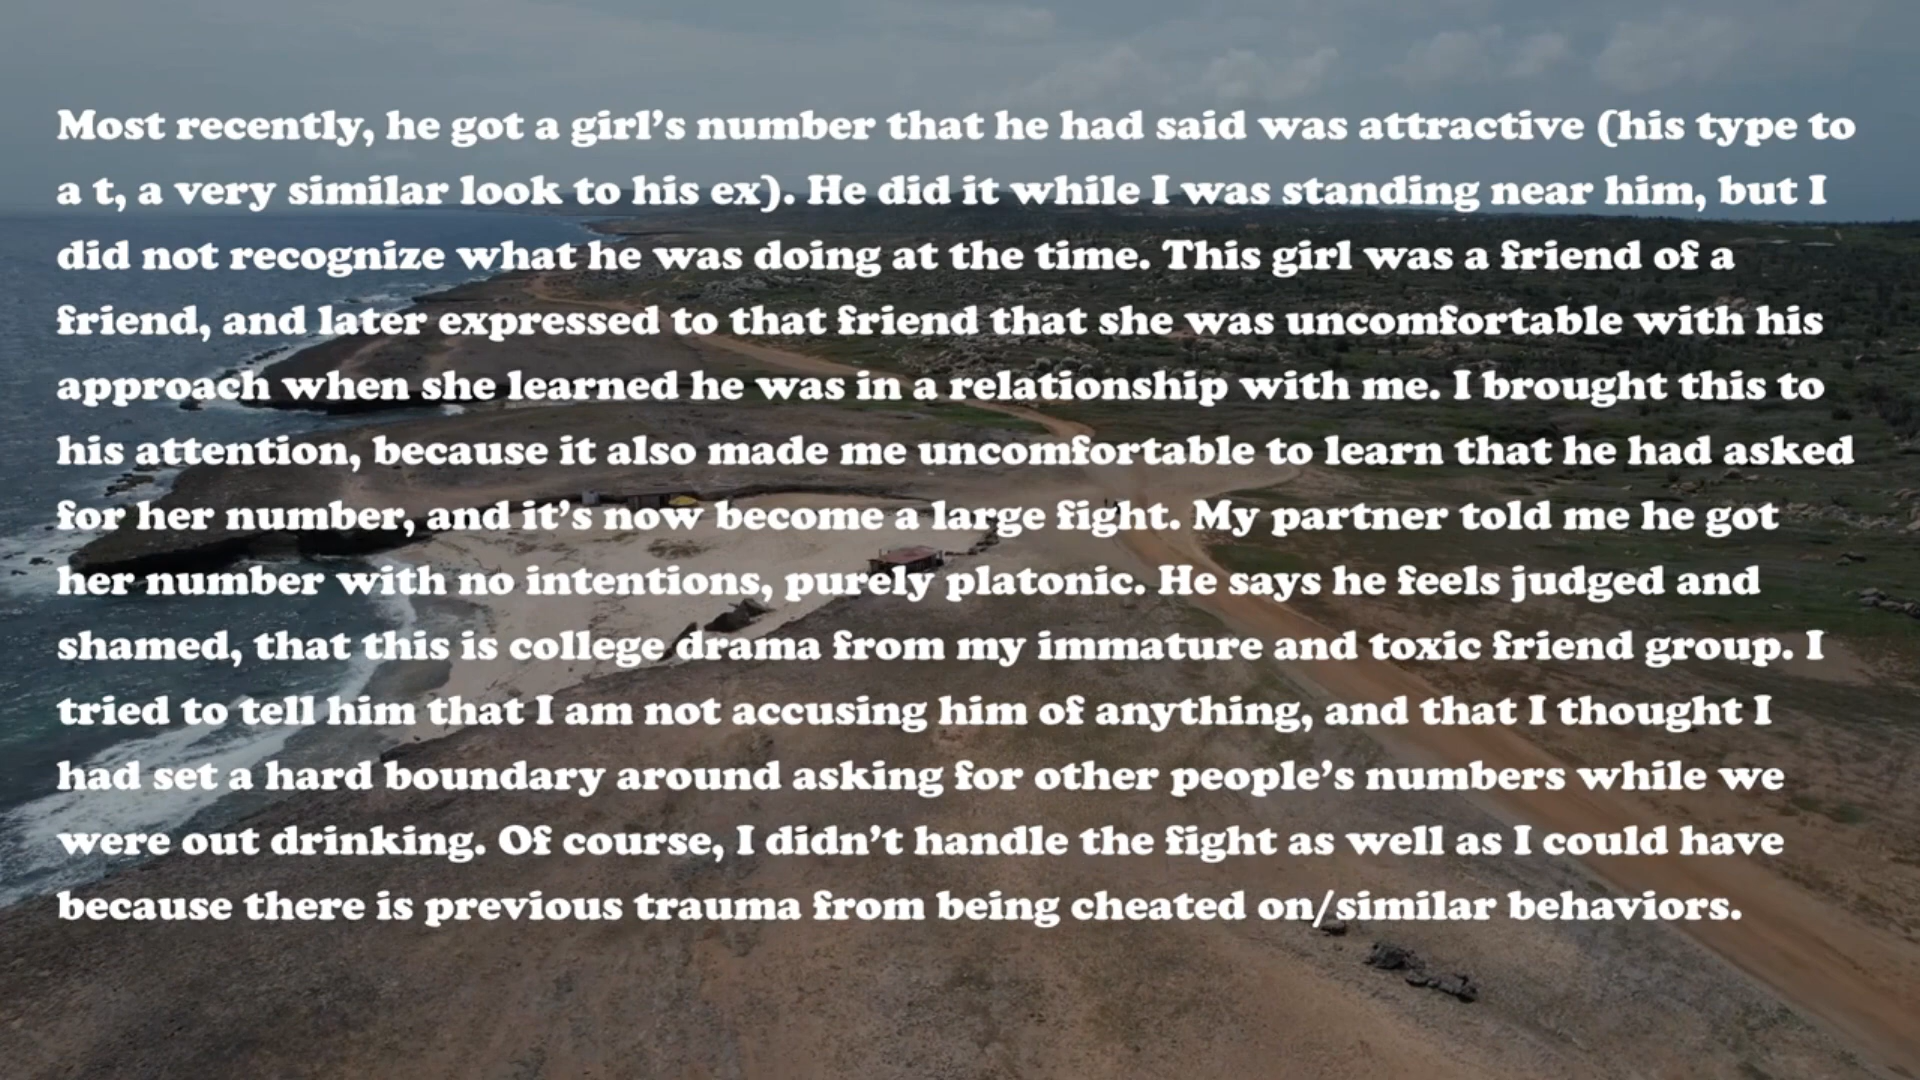 Most recently, he got a girl’s number that he had said was attractive (his type to
a t, a very similar look to his ex). He did it while I was standing near him, but I
did not recognize what he was doing at the time. This girl was a friend of a
friend, and later expressed to that friend that she was uncomfortable with his
approach when she learned he was in a relationship with me. I brought this to
his attention, because it also made me uncomfortable to learn that he had asked
for her number, and it’s now become a large fight. My partner told me he got
her number with no intentions, purely platonic. He says he feels judged and
shamed, that this is college drama from my immature and toxic friend group. I
tried to tell him that I am not accusing him of anything, and that I thought I
had set a hard boundary around asking for other people’s numbers while we
were out drinking. Of course, I didn’t handle the fight as well as I could have
because there is previous trauma from being cheated on/similar behaviors.